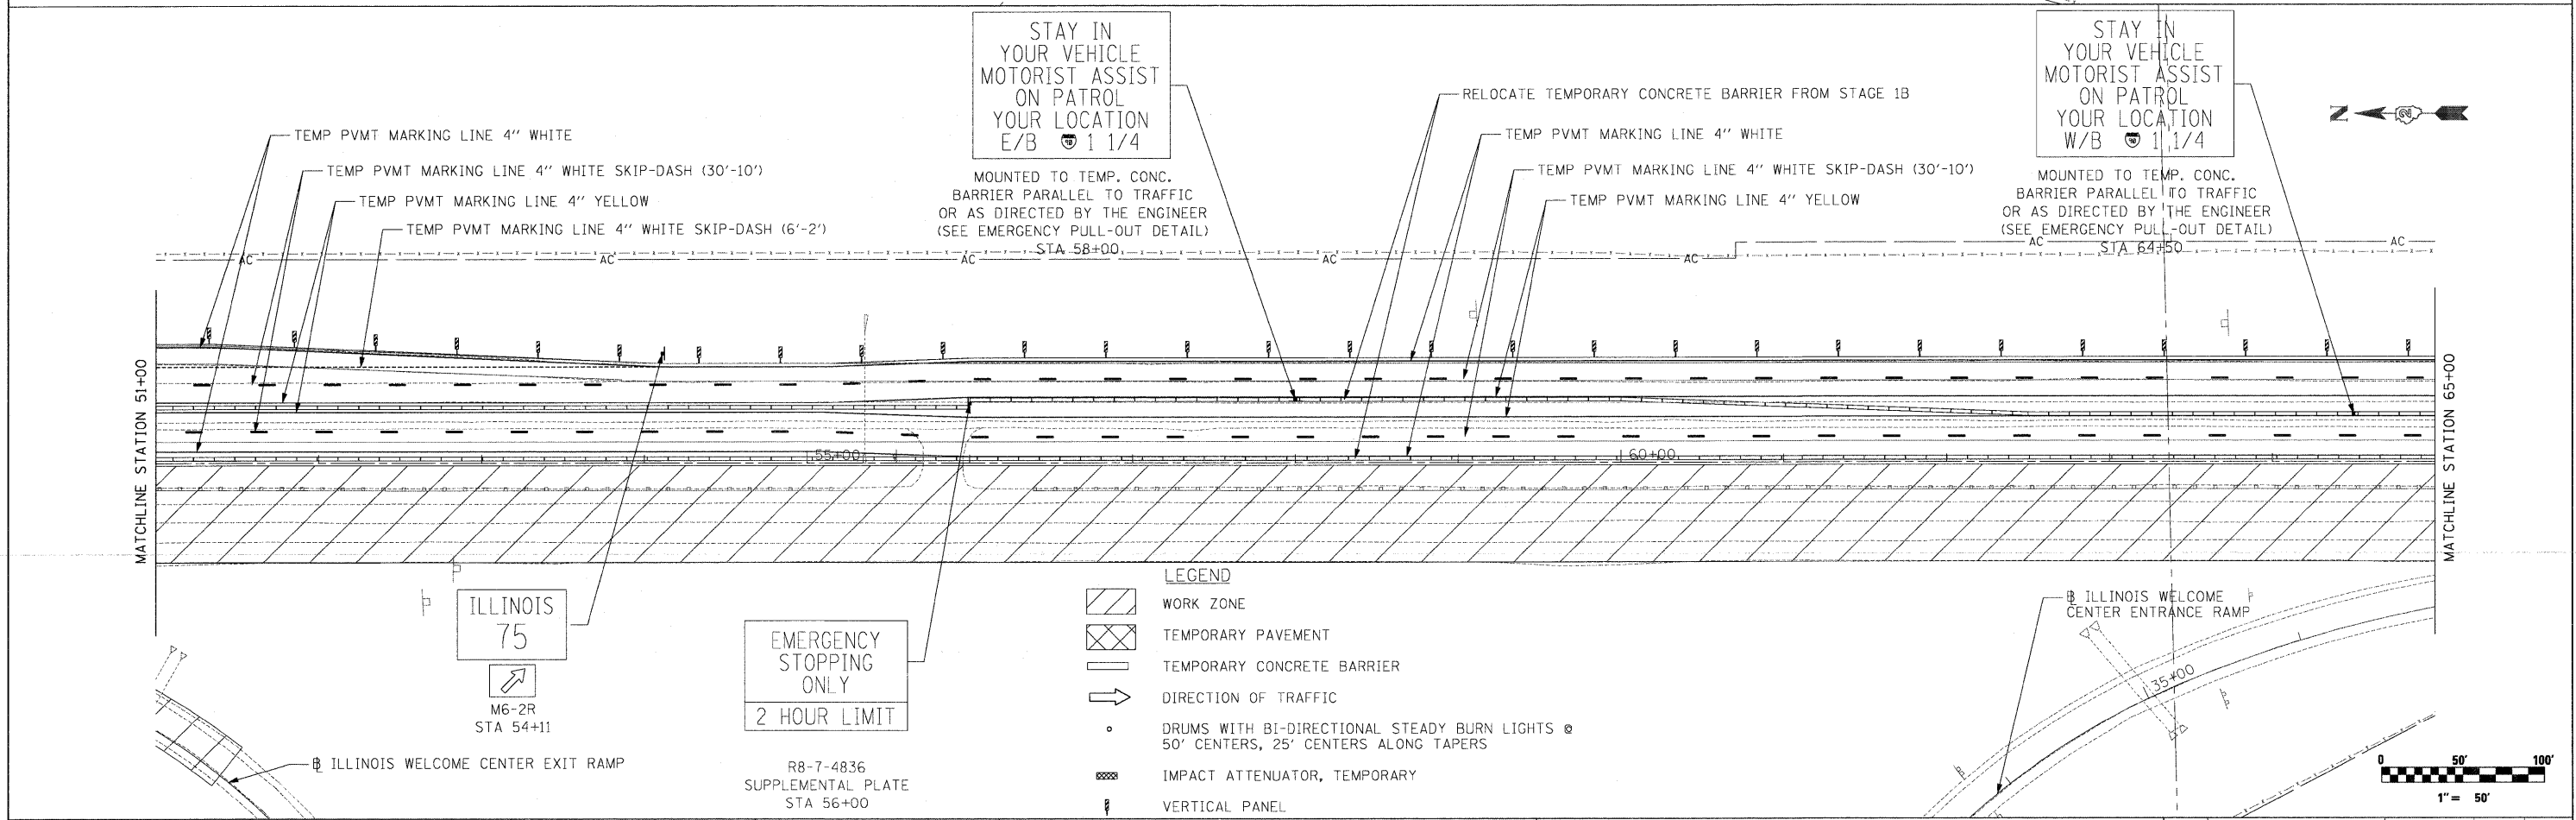 STAY IN
YOUR VEHICLE
MOTORIST ASSIST
ON PATROL
YOUR LOCATION
E/B 90 1 1/4
MOUNTED TO TEMP. CONC.
BARRIER PARALLEL TO TRAFFIC
OR AS DIRECTED BY THE ENGINEER
(SEE EMERGENCY PULL-OUT DETAIL)
STA 58+00
STAY IN
YOUR VEHICLE
MOTORIST ASSIST
ON PATROL
YOUR LOCATION
W/B 90 1 1/4
MOUNTED TO TEMP. CONC.
BARRIER PARALLEL TO TRAFFIC
OR AS DIRECTED BY THE ENGINEER
(SEE EMERGENCY PULL-OUT DETAIL)
STA 64+50
TEMP PVMT MARKING LINE 4" WHITE
TEMP PVMT MARKING LINE 4" WHITE SKIP-DASH (30'-10')
TEMP PVMT MARKING LINE 4" YELLOW
TEMP PVMT MARKING LINE 4" WHITE SKIP-DASH (6'-2')
RELOCATE TEMPORARY CONCRETE BARRIER FROM STAGE 1B
TEMP PVMT MARKING LINE 4" WHITE
TEMP PVMT MARKING LINE 4" WHITE SKIP-DASH (30'-10')
TEMP PVMT MARKING LINE 4" YELLOW
N
AC
AC
AC
AC
AC
AC
AC
MATCHLINE STATION 51+00
MATCHLINE STATION 65+00
55+00
60+00
ILLINOIS
75
M6-2R
STA 54+11
℄ ILLINOIS WELCOME CENTER EXIT RAMP
EMERGENCY
STOPPING
ONLY
2 HOUR LIMIT
R8-7-4836
SUPPLEMENTAL PLATE
STA 56+00
LEGEND
WORK ZONE
TEMPORARY PAVEMENT
TEMPORARY CONCRETE BARRIER
DIRECTION OF TRAFFIC
DRUMS WITH BI-DIRECTIONAL STEADY BURN LIGHTS @
50' CENTERS, 25' CENTERS ALONG TAPERS
IMPACT ATTENUATOR, TEMPORARY
VERTICAL PANEL
℄ ILLINOIS WELCOME
CENTER ENTRANCE RAMP
35+00
0 50' 100'
1" = 50'